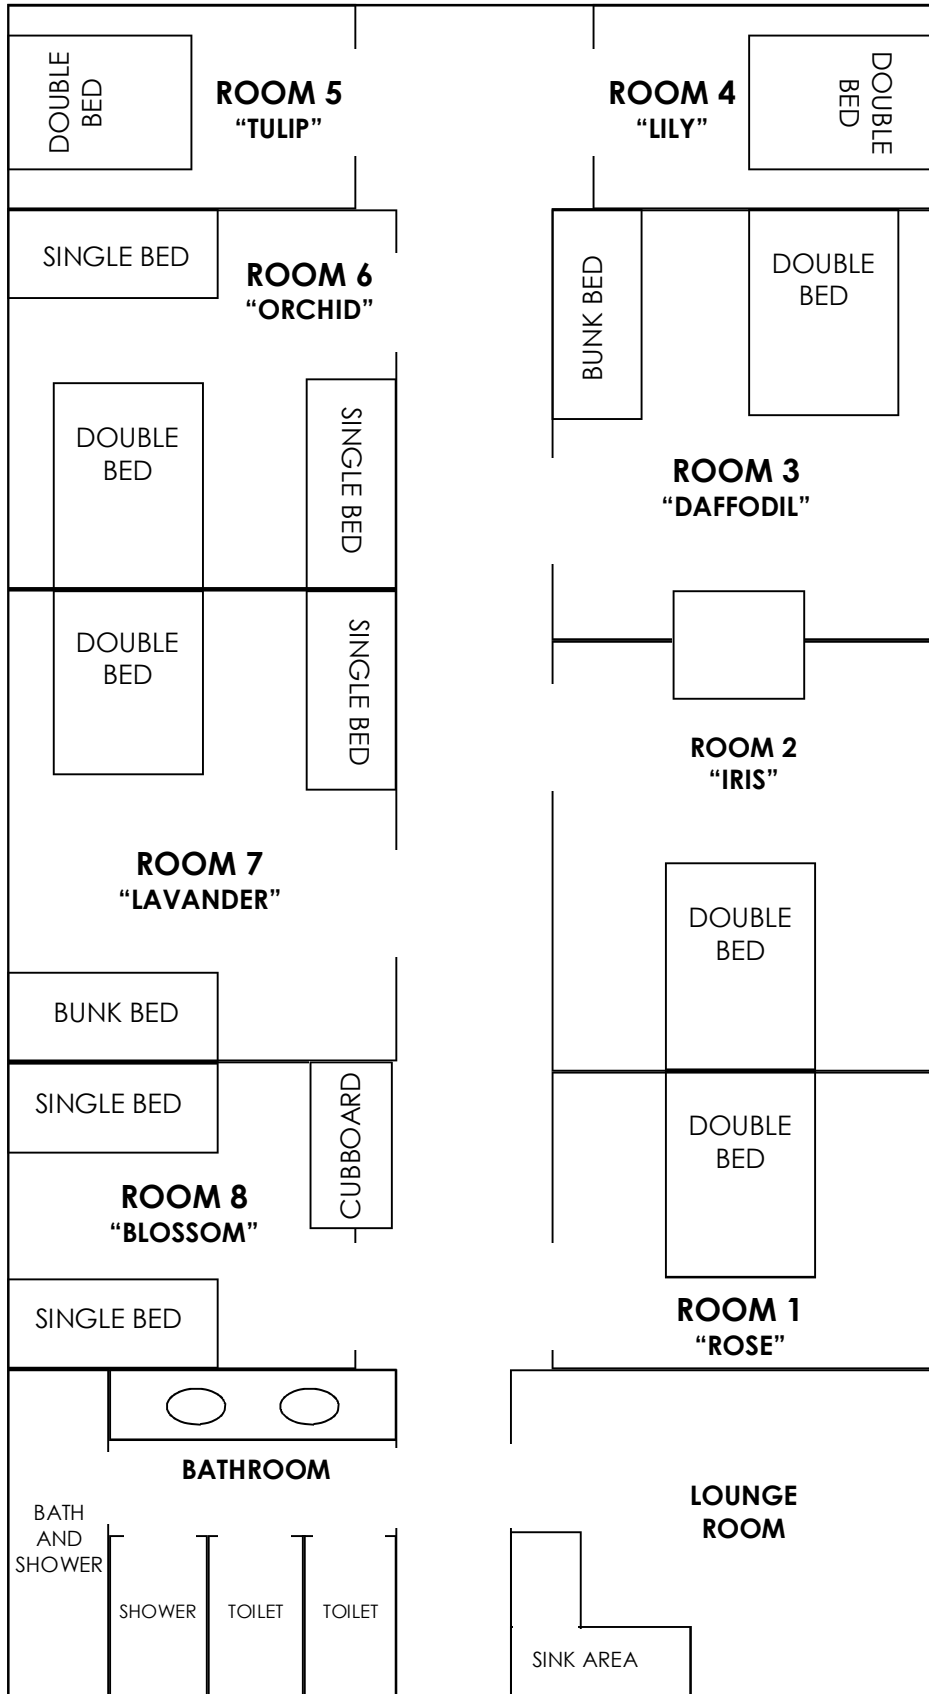 DOUBLE
BED
ROOM 5
“TULIP”
ROOM 4
“LILY”
DOUBLE
BED
SINGLE BED
ROOM 6
“ORCHID”
BUNK BED
DOUBLE
BED
DOUBLE
BED
SINGLE BED
ROOM 3
“DAFFODIL”
DOUBLE
BED
SINGLE BED
ROOM 2
“IRIS”
ROOM 7
“LAVANDER”
DOUBLE
BED
BUNK BED
SINGLE BED
CUBBOARD
DOUBLE
BED
ROOM 8
“BLOSSOM”
SINGLE BED
ROOM 1
“ROSE”
BATHROOM
LOUNGE
ROOM
BATH
AND
SHOWER
SHOWER
TOILET
TOILET
SINK AREA